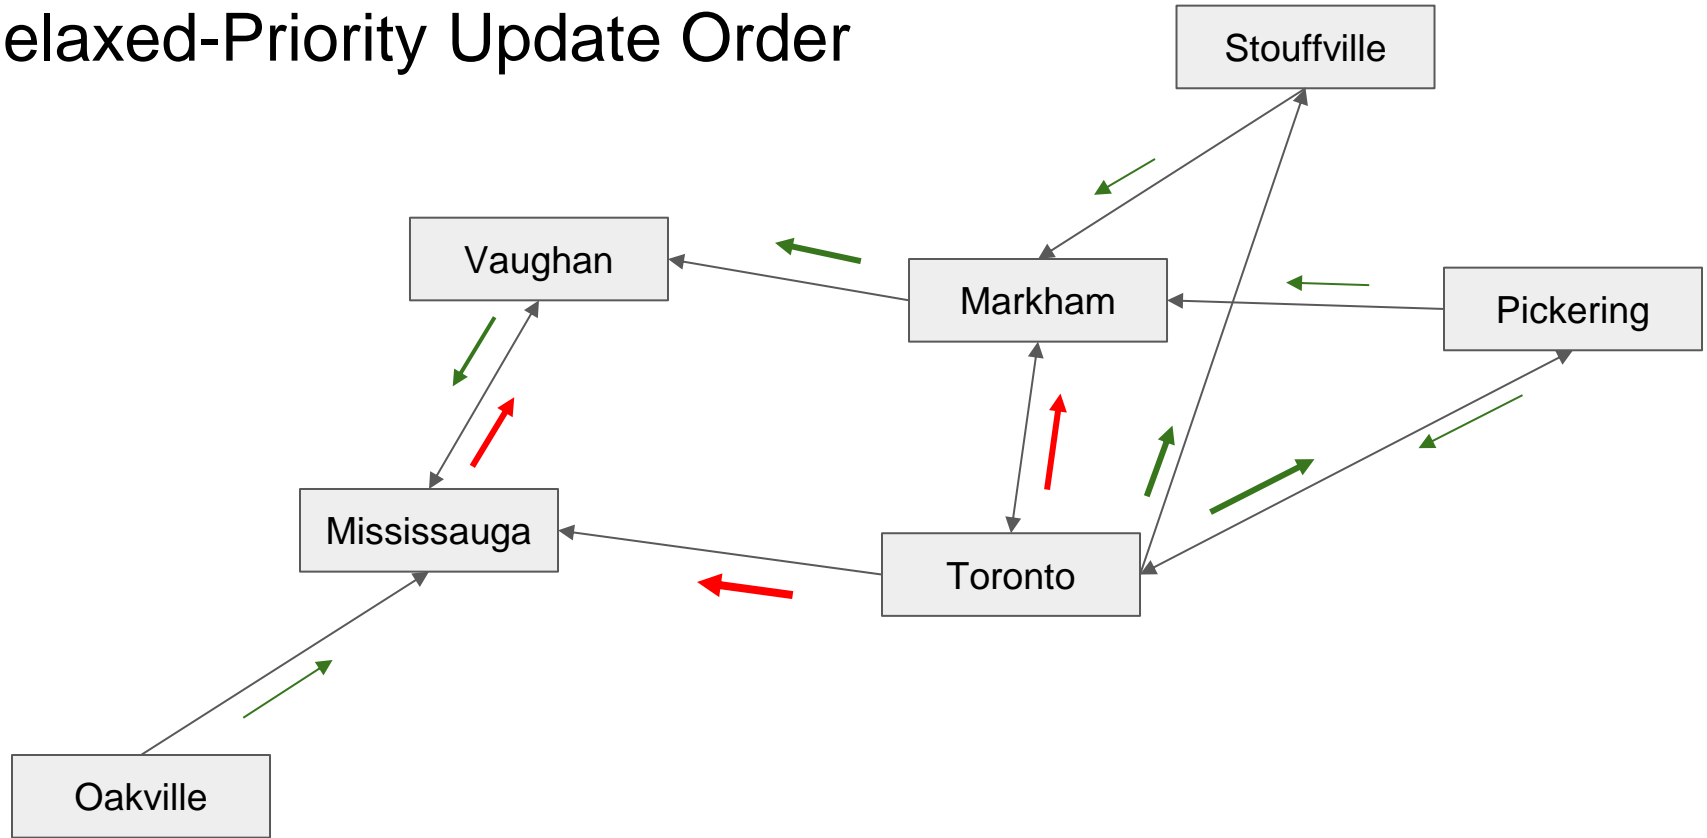 elaxed-Priority Update Order
Stouffville
Vaughan
Markham
Pickering
Mississauga
Toronto
Oakville